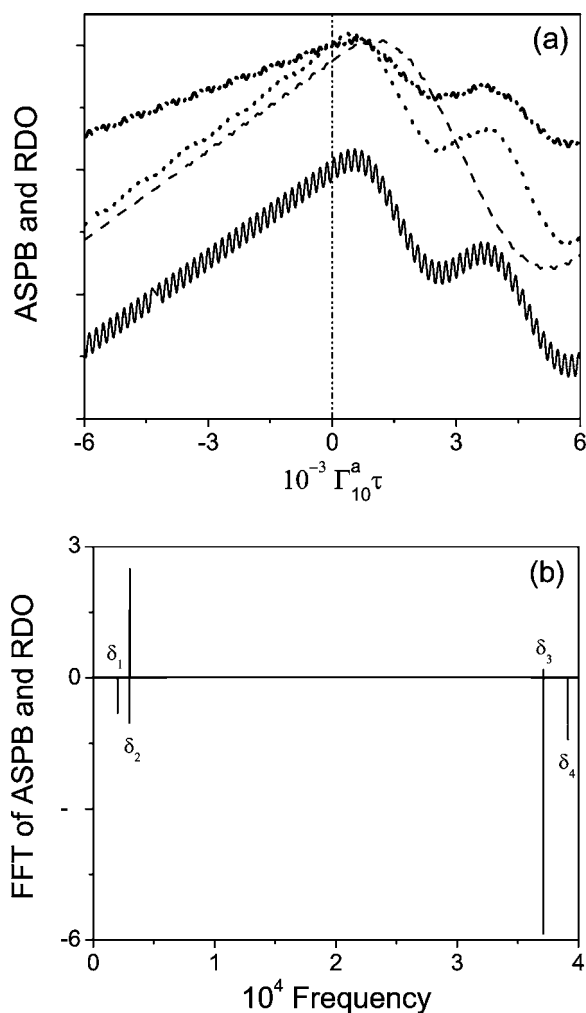 (a)
ASPB and RDO
-6 -3 0 3 6
10⁻³ Γᵃ₁₀τ
(b)
FFT of ASPB and RDO
3
0
-
-6
δ₁
δ₂
δ₃
δ₄
0 1 2 3 4
10⁴ Frequency